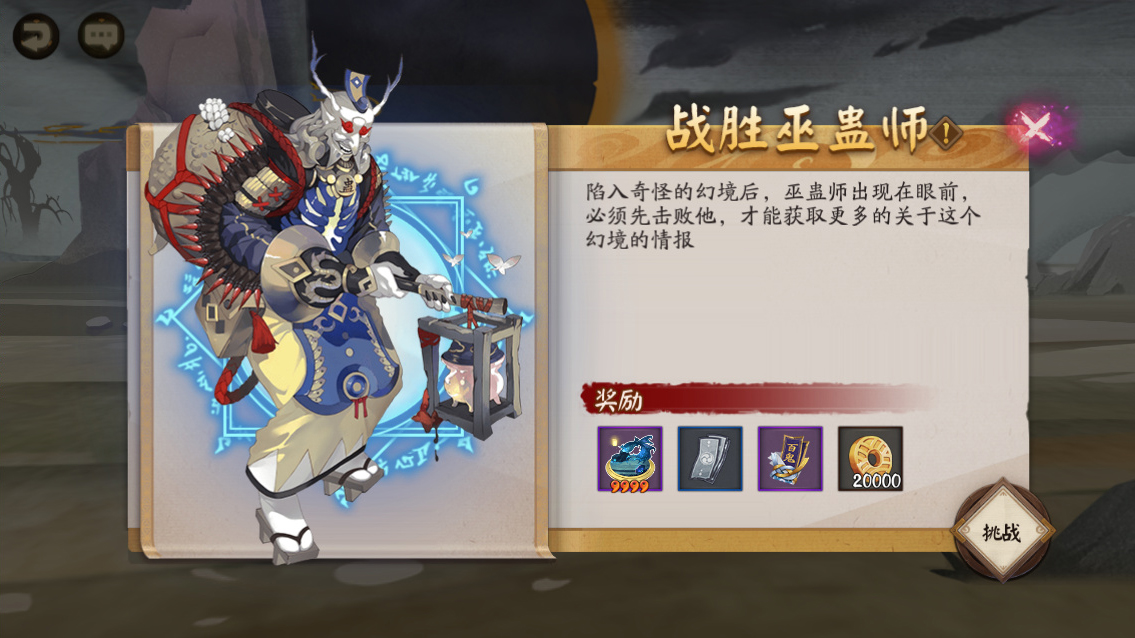 战胜巫蛊师
陷入奇怪的幻境后，巫蛊师出现在眼前，
必须先击败他，才能获取更多的关于这个
幻境的情报
奖励
9999
百鬼
20000
挑战